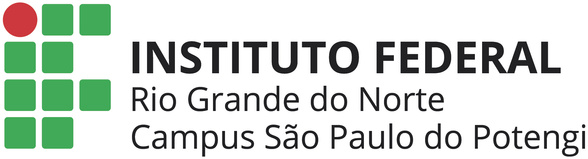 INSTITUTO FEDERAL
Rio Grande do Norte
Campus São Paulo do Potengi